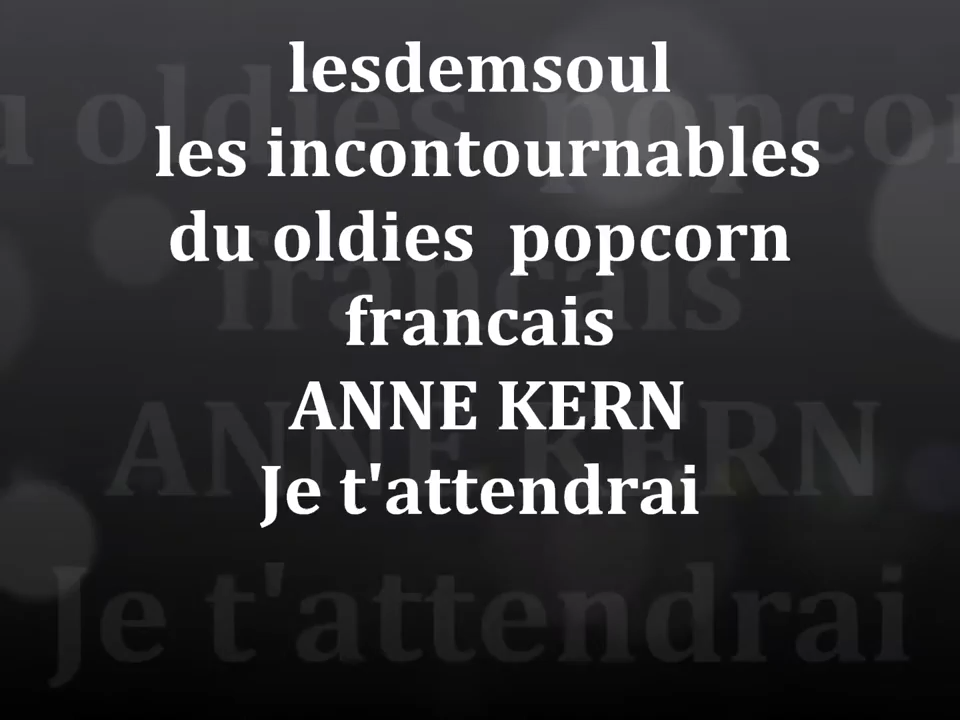 lesdemsoul
les incontournables
du oldies popcorn
francais
ANNE KERN
Je t'attendrai